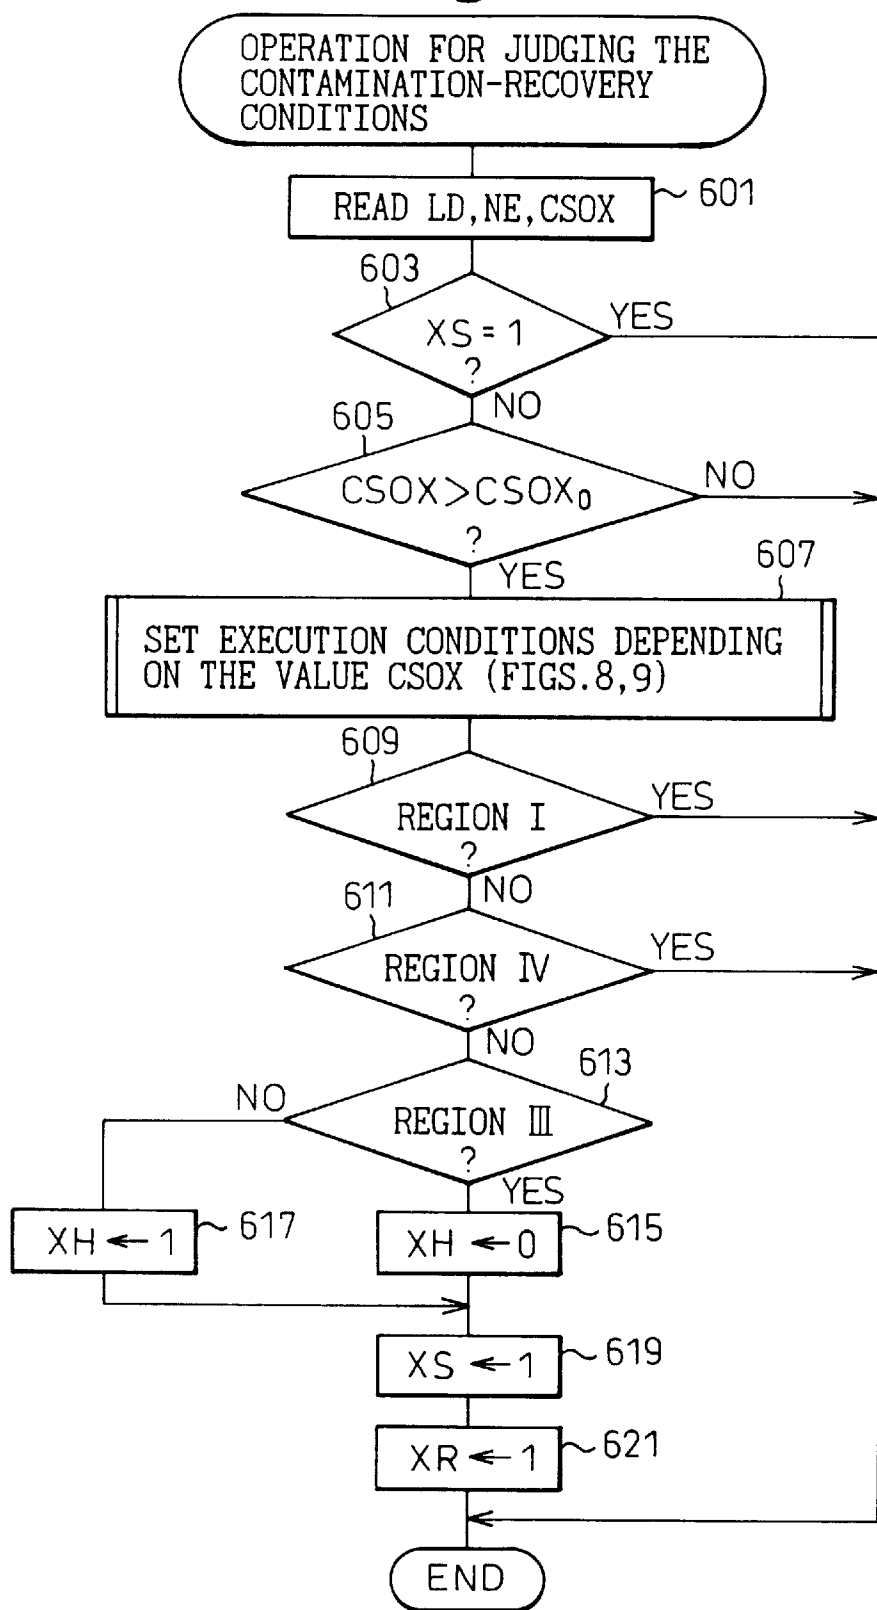 OPERATION FOR JUDGING THE
CONTAMINATION-RECOVERY
CONDITIONS
READ LD,NE,CSOX
601
603
XS = 1
?
YES
NO
605
CSOX>CSOX₀
?
NO
YES
607
SET EXECUTION CONDITIONS DEPENDING
ON THE VALUE CSOX (FIGS.8,9)
609
REGION I
?
YES
NO
611
REGION IV
?
YES
NO
613
REGION III
?
NO
YES
XH ← 1
617
XH ← 0
615
XS ← 1
619
XR ← 1
621
END